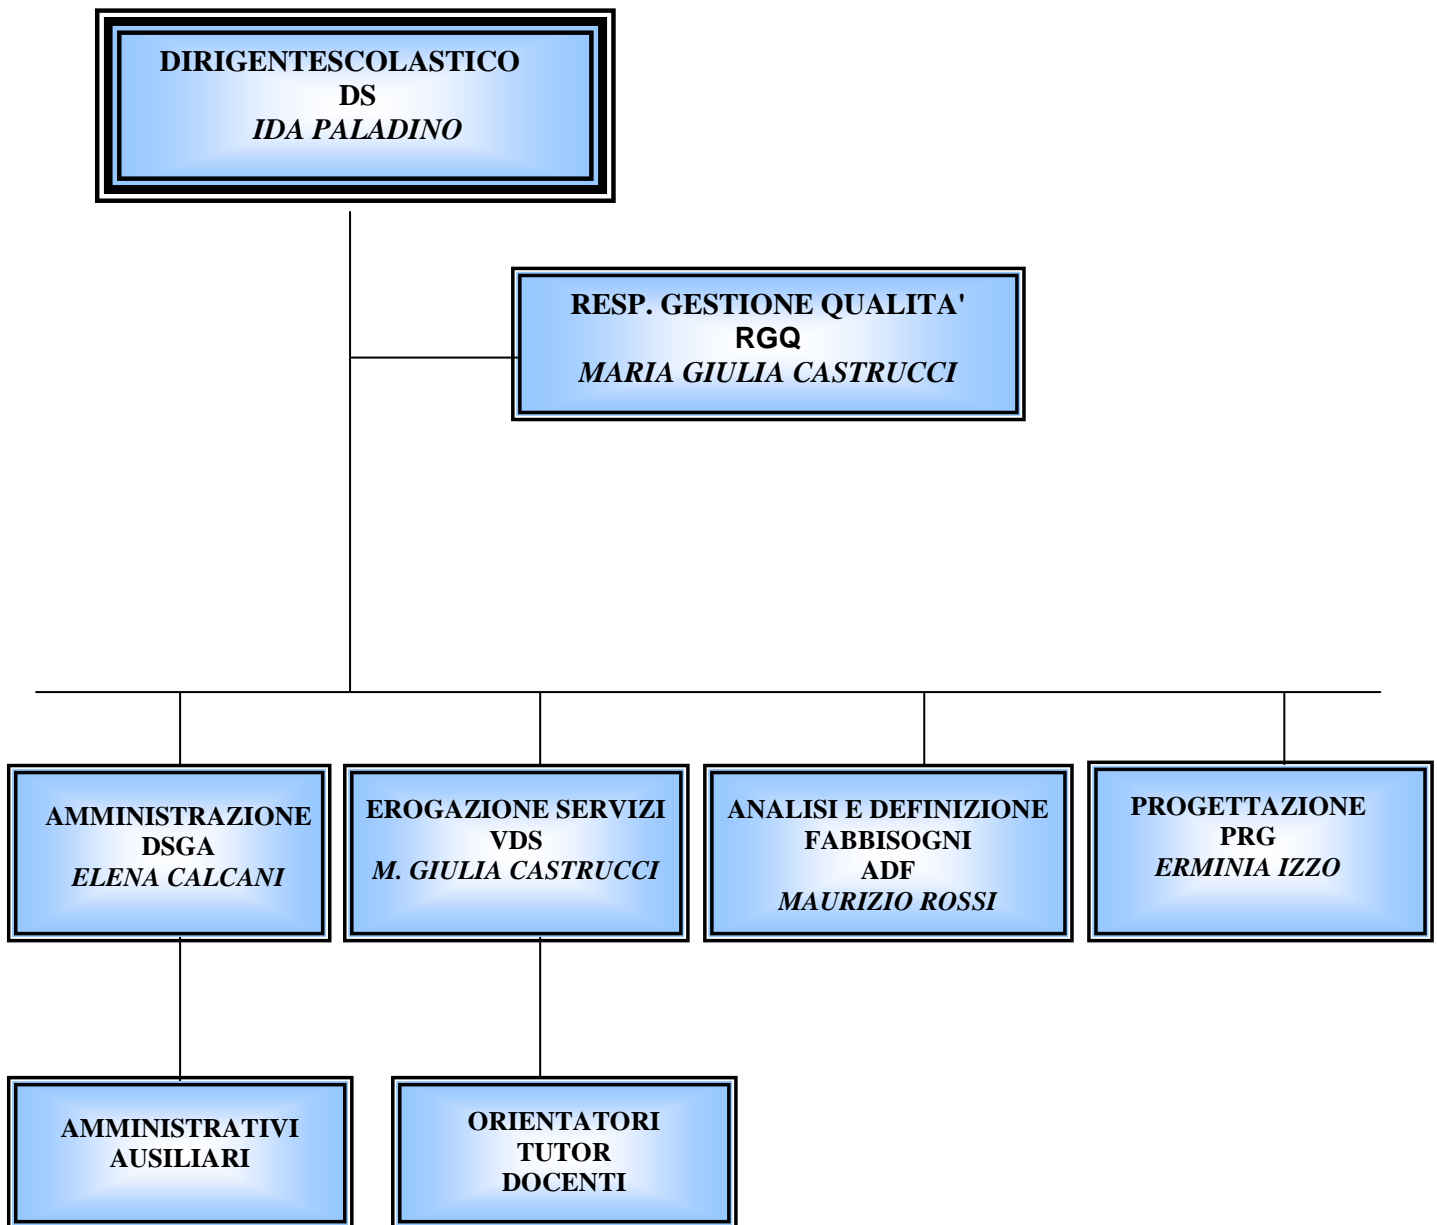 DIRIGENTESCOLASTICO
DS
IDA PALADINO
RESP. GESTIONE QUALITA'
RGQ
MARIA GIULIA CASTRUCCI
AMMINISTRAZIONE
DSGA
ELENA CALCANI
EROGAZIONE SERVIZI
VDS
M. GIULIA CASTRUCCI
ANALISI E DEFINIZIONE
FABBISOGNI
ADF
MAURIZIO ROSSI
PROGETTAZIONE
PRG
ERMINIA IZZO
AMMINISTRATIVI
AUSILIARI
ORIENTATORI
TUTOR
DOCENTI